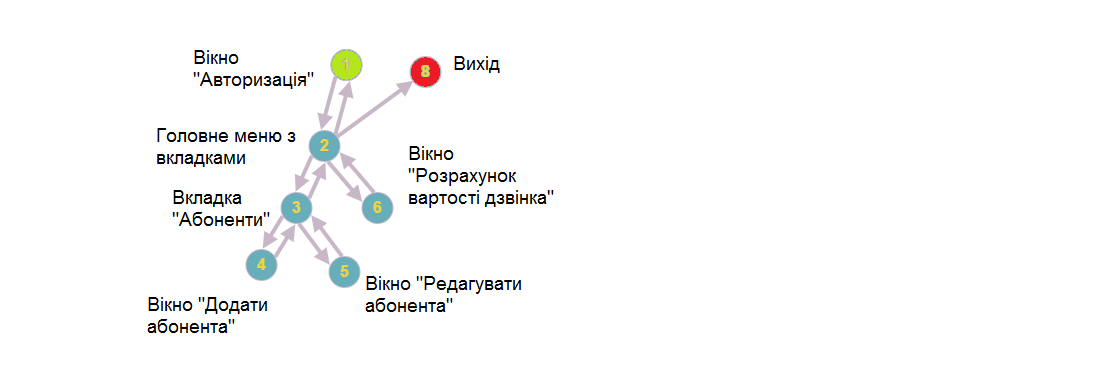 Вікно
"Авторизація"
1
8
Вихід
Головне меню з
вкладками
2
Вікно
"Розрахунок
вартості дзвінка"
Вкладка
"Абоненти"
3
6
4
5
Вікно "Редагувати
абонента"
Вікно "Додати
абонента"